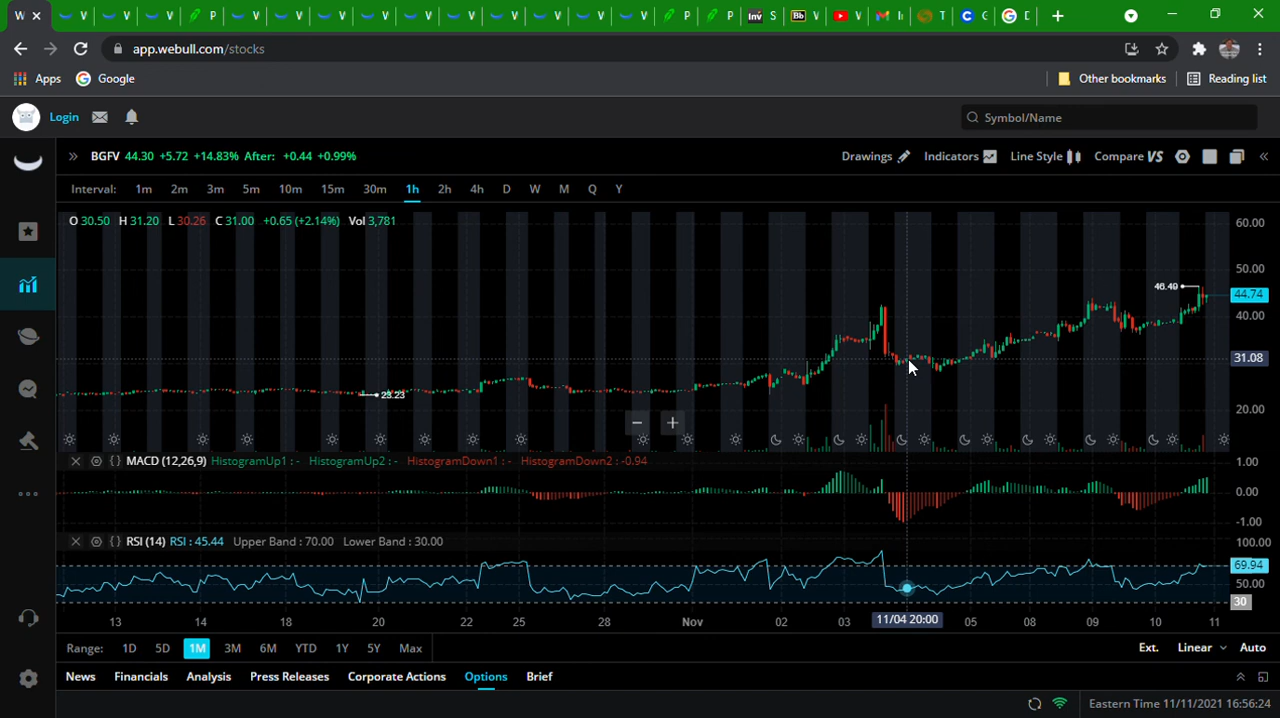 W V V V P V V V V V V V V V V P P Inv S Bb V I T C G D
app.webull.com/stocks
Apps Google Other bookmarks Reading list
Login Symbol/Name
BGFV 44.30 +5.72 +14.83% After: +0.44 +0.99% Drawings Indicators Line Style Compare VS
Interval: 1m 2m 3m 5m 10m 15m 30m 1h 2h 4h D W M Q Y
O 30.50 H 31.20 L 30.26 C 31.00 +0.65 (+2.14%) Vol 3,781
60.00
50.00
46.49
44.74
40.00
31.08
23.23
20.00
MACD (12,26,9) HistogramUp1 : - HistogramUp2 : - HistogramDown1 : - HistogramDown2 : -0.94
1.00
0.00
-1.00
RSI (14) RSI : 45.44 Upper Band : 70.00 Lower Band : 30.00
100.00
69.94
50.00
30
13 14 18 20 22 25 28 Nov 02 03 11/04 20:00 05 08 09 10 11
Range: 1D 5D 1M 3M 6M YTD 1Y 5Y Max Ext. Linear Auto
News Financials Analysis Press Releases Corporate Actions Options Brief
Eastern Time 11/11/2021 16:56:24